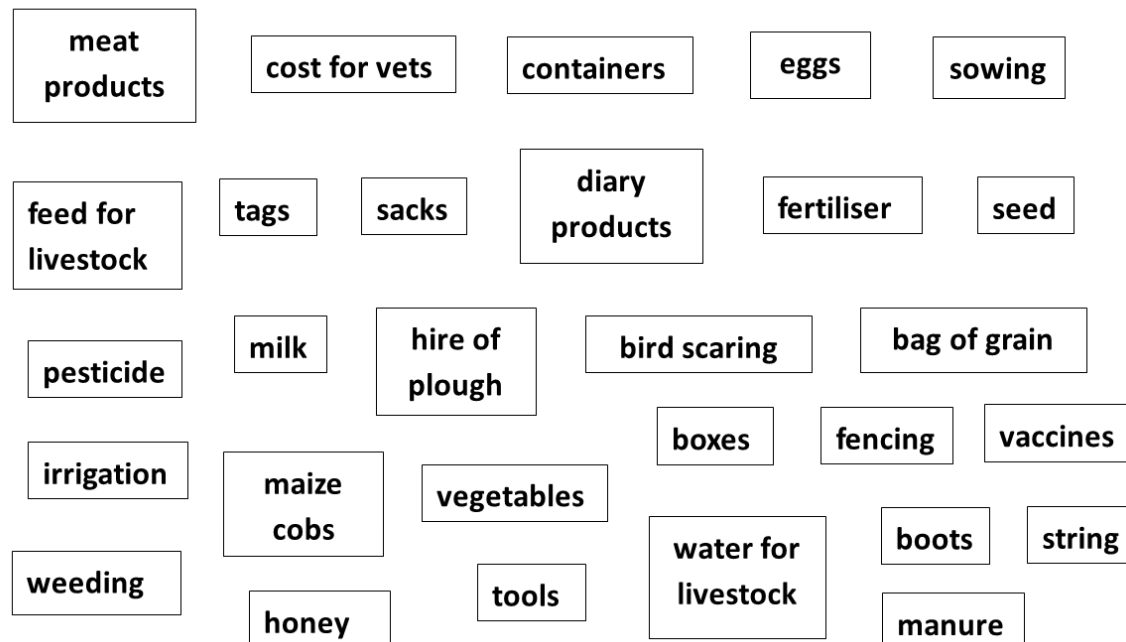 meat
products
cost for vets
containers
eggs
sowing
feed for
livestock
tags
sacks
diary
products
fertiliser
seed
pesticide
milk
hire of
plough
bird scaring
bag of grain
boxes
fencing
vaccines
irrigation
maize
cobs
vegetables
water for
livestock
boots
string
weeding
honey
tools
manure